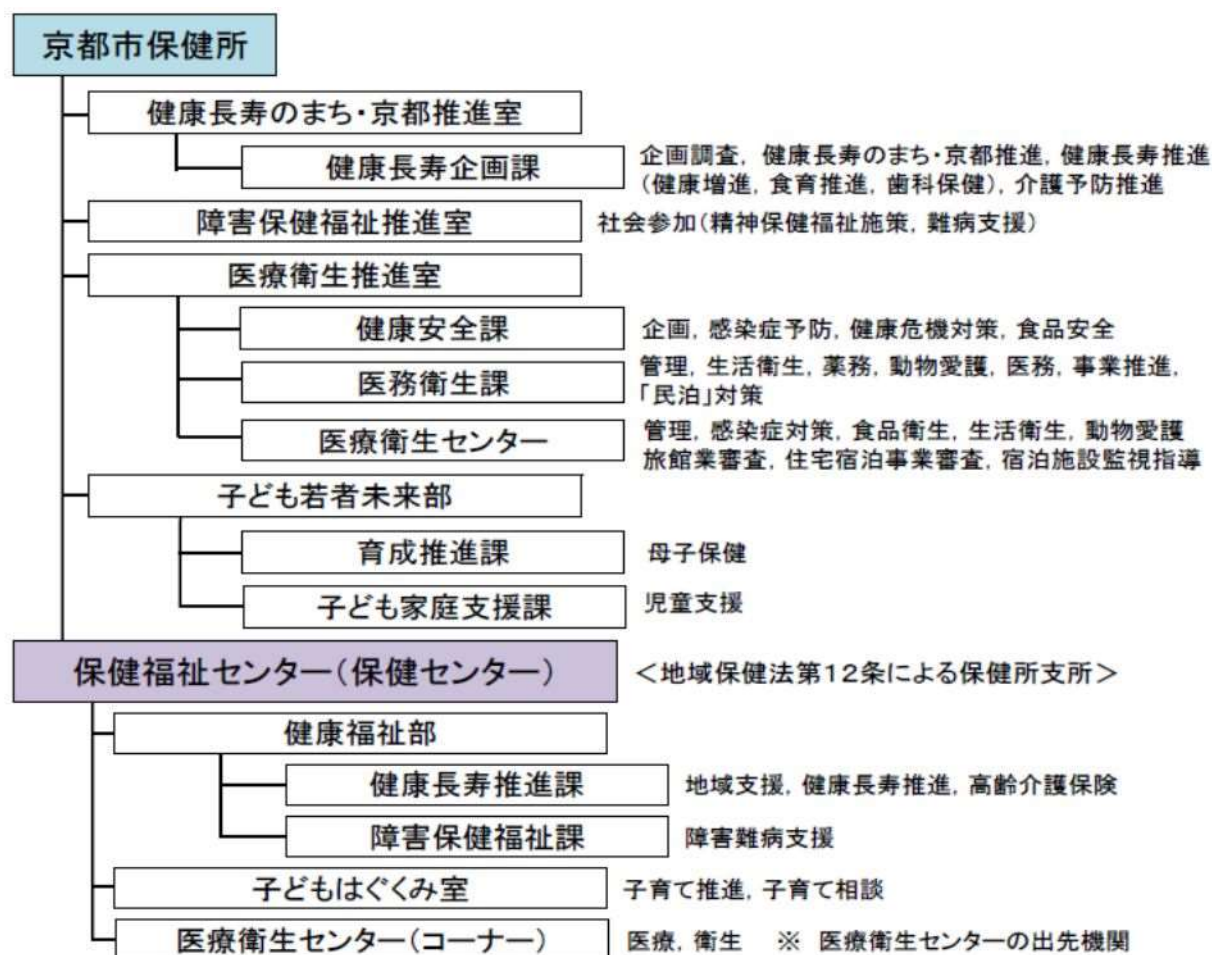 京都市保健所
健康長寿のまち・京都推進室
健康長寿企画課
企画調査, 健康長寿のまち・京都推進, 健康長寿推進
（健康増進, 食育推進, 歯科保健）, 介護予防推進
障害保健福祉推進室
社会参加（精神保健福祉施策, 難病支援）
医療衛生推進室
健康安全課
企画, 感染症予防, 健康危機対策, 食品安全
医務衛生課
管理, 生活衛生, 薬務, 動物愛護, 医務, 事業推進,
「民泊」対策
医療衛生センター
管理, 感染症対策, 食品衛生, 生活衛生, 動物愛護
旅館業審査, 住宅宿泊事業審査, 宿泊施設監視指導
子ども若者未来部
育成推進課
母子保健
子ども家庭支援課
児童支援
保健福祉センター（保健センター）
＜地域保健法第12条による保健所支所＞
健康福祉部
健康長寿推進課
地域支援, 健康長寿推進, 高齢介護保険
障害保健福祉課
障害難病支援
子どもはぐくみ室
子育て推進, 子育て相談
医療衛生センター（コーナー）
医療, 衛生 ※ 医療衛生センターの出先機関